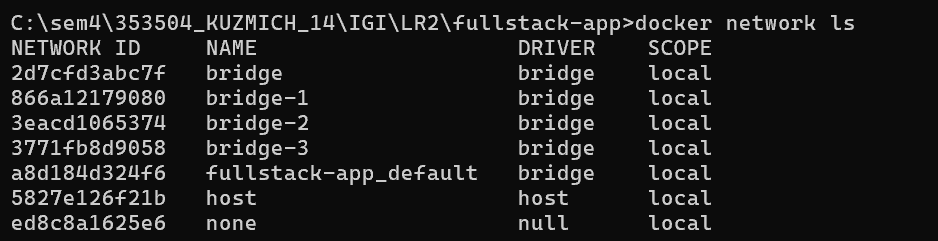 C:\sem4\353504_KUZMICH_14\IGI\LR2\fullstack-app>docker network ls
NETWORK ID     NAME                    DRIVER    SCOPE
2d7cfd3abc7f   bridge                  bridge    local
866a12179080   bridge-1                bridge    local
3eacd1065374   bridge-2                bridge    local
3771fb8d9058   bridge-3                bridge    local
a8d184d324f6   fullstack-app_default   bridge    local
5827e126f21b   host                    host      local
ed8c8a1625e6   none                    null      local